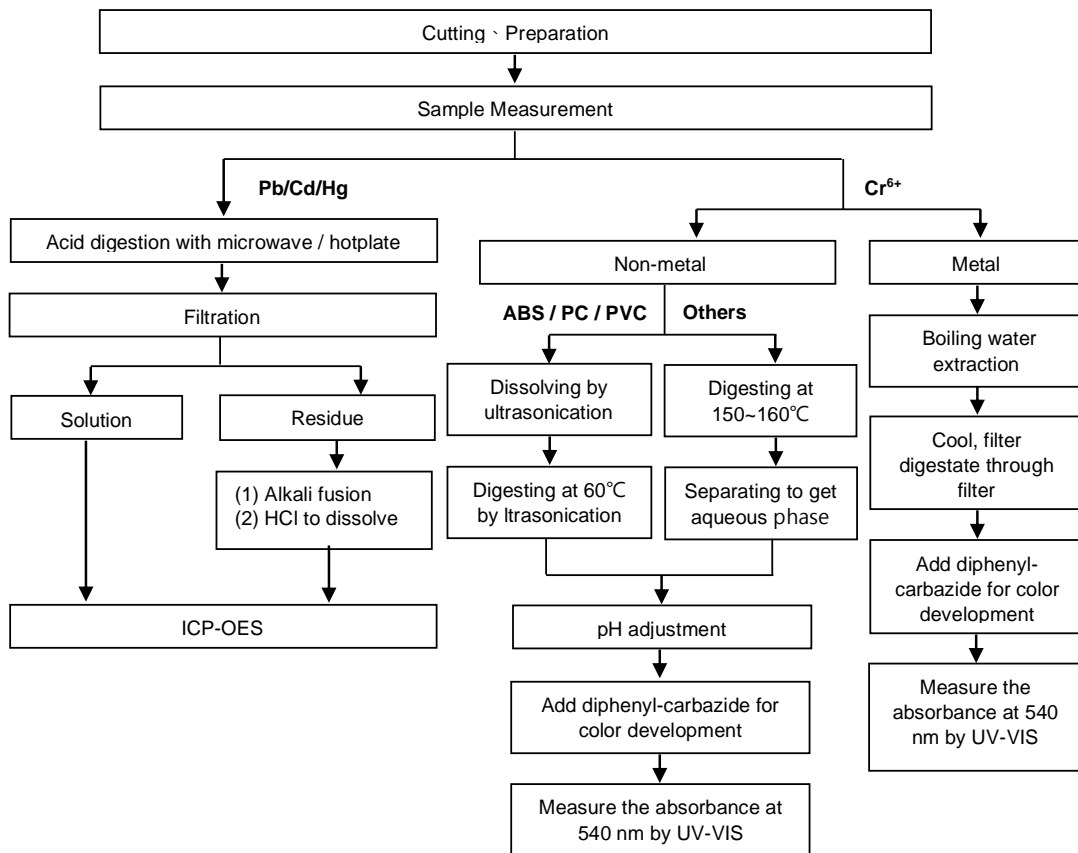 Cutting、Preparation
Sample Measurement
Pb/Cd/Hg
Cr6+
Acid digestion with microwave / hotplate
Non-metal
Metal
Filtration
ABS / PC / PVC
Others
Boiling water
extraction
Solution
Residue
Dissolving by
ultrasonication
Digesting at
150~160℃
Cool, filter
digestate through
filter
(1) Alkali fusion
(2) HCl to dissolve
Digesting at 60℃
by Itrasonication
Separating to get
aqueous phase
Add diphenyl-
carbazide for color
development
ICP-OES
pH adjustment
Measure the
absorbance at 540
nm by UV-VIS
Add diphenyl-carbazide for
color development
Measure the absorbance at
540 nm by UV-VIS